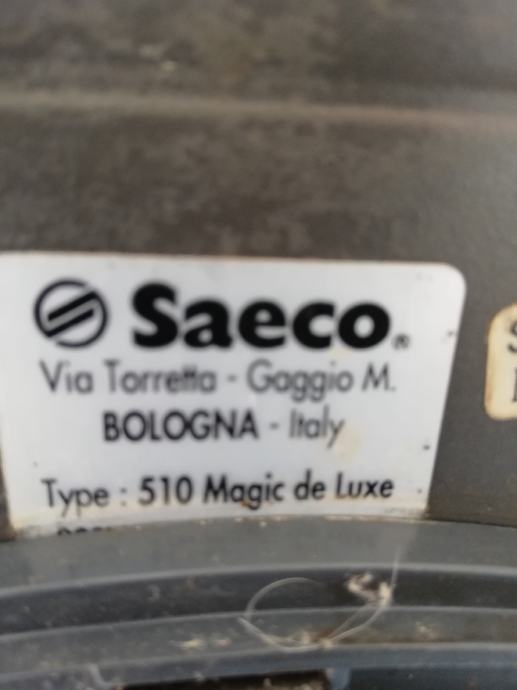 Saeco®
Via Torretta - Gaggio M.
BOLOGNA - Italy
Type : 510 Magic de Luxe